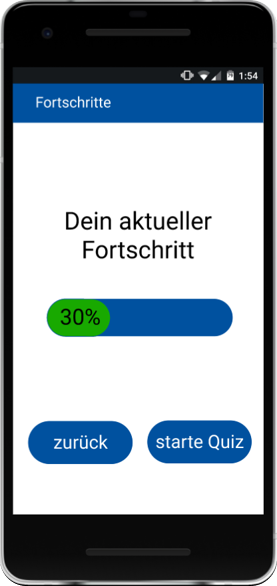 1:54
Fortschritte
Dein aktueller
Fortschritt
30%
zurück
starte Quiz